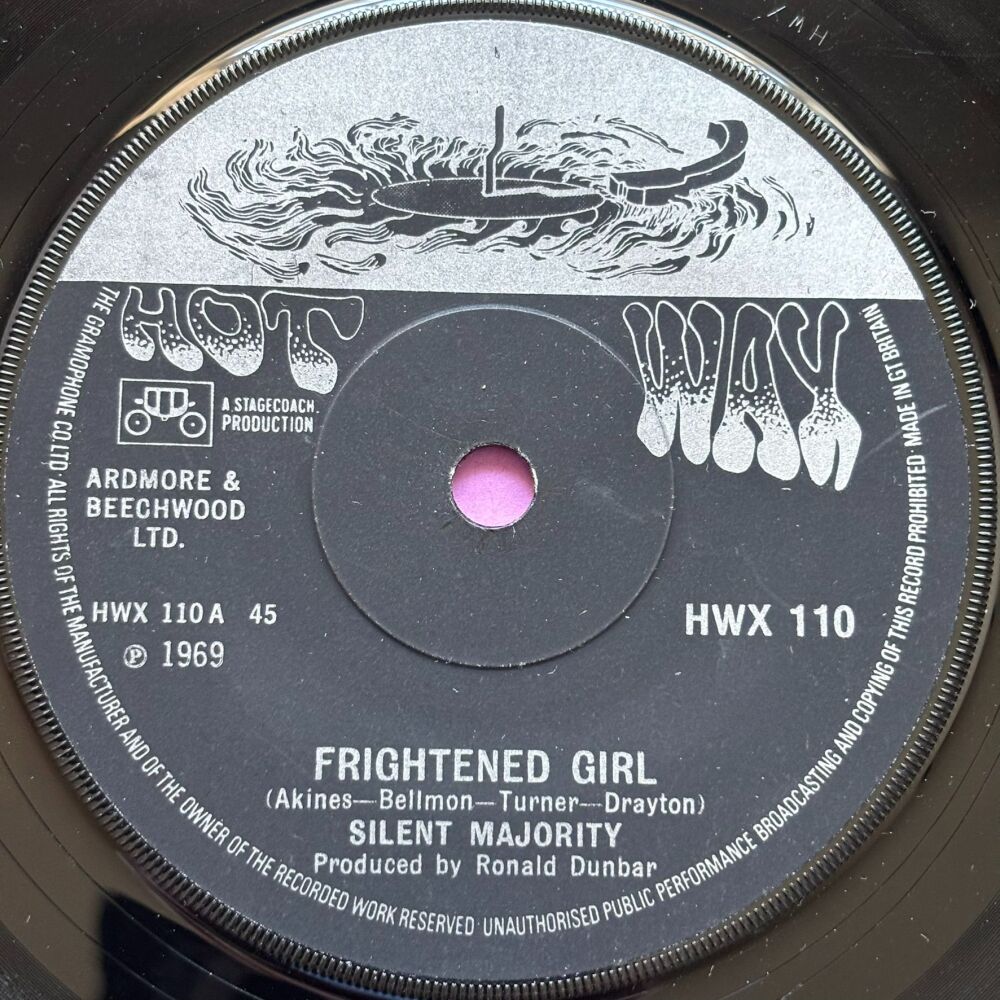 HOT WAX
A STAGECOACH
PRODUCTION
ARDMORE &
BEECHWOOD
LTD.
HWX 110 A 45
℗ 1969
HWX 110
FRIGHTENED GIRL
(Akines—Bellmon—Turner—Drayton)
SILENT MAJORITY
Produced by Ronald Dunbar
THE GRAMOPHONE CO. LTD · ALL RIGHTS OF THE MANUFACTURER AND OF THE OWNER OF THE RECORDED WORK RESERVED · UNAUTHORISED PUBLIC PERFORMANCE BROADCASTING AND COPYING OF THIS RECORD PROHIBITED · MADE IN GT BRITAIN